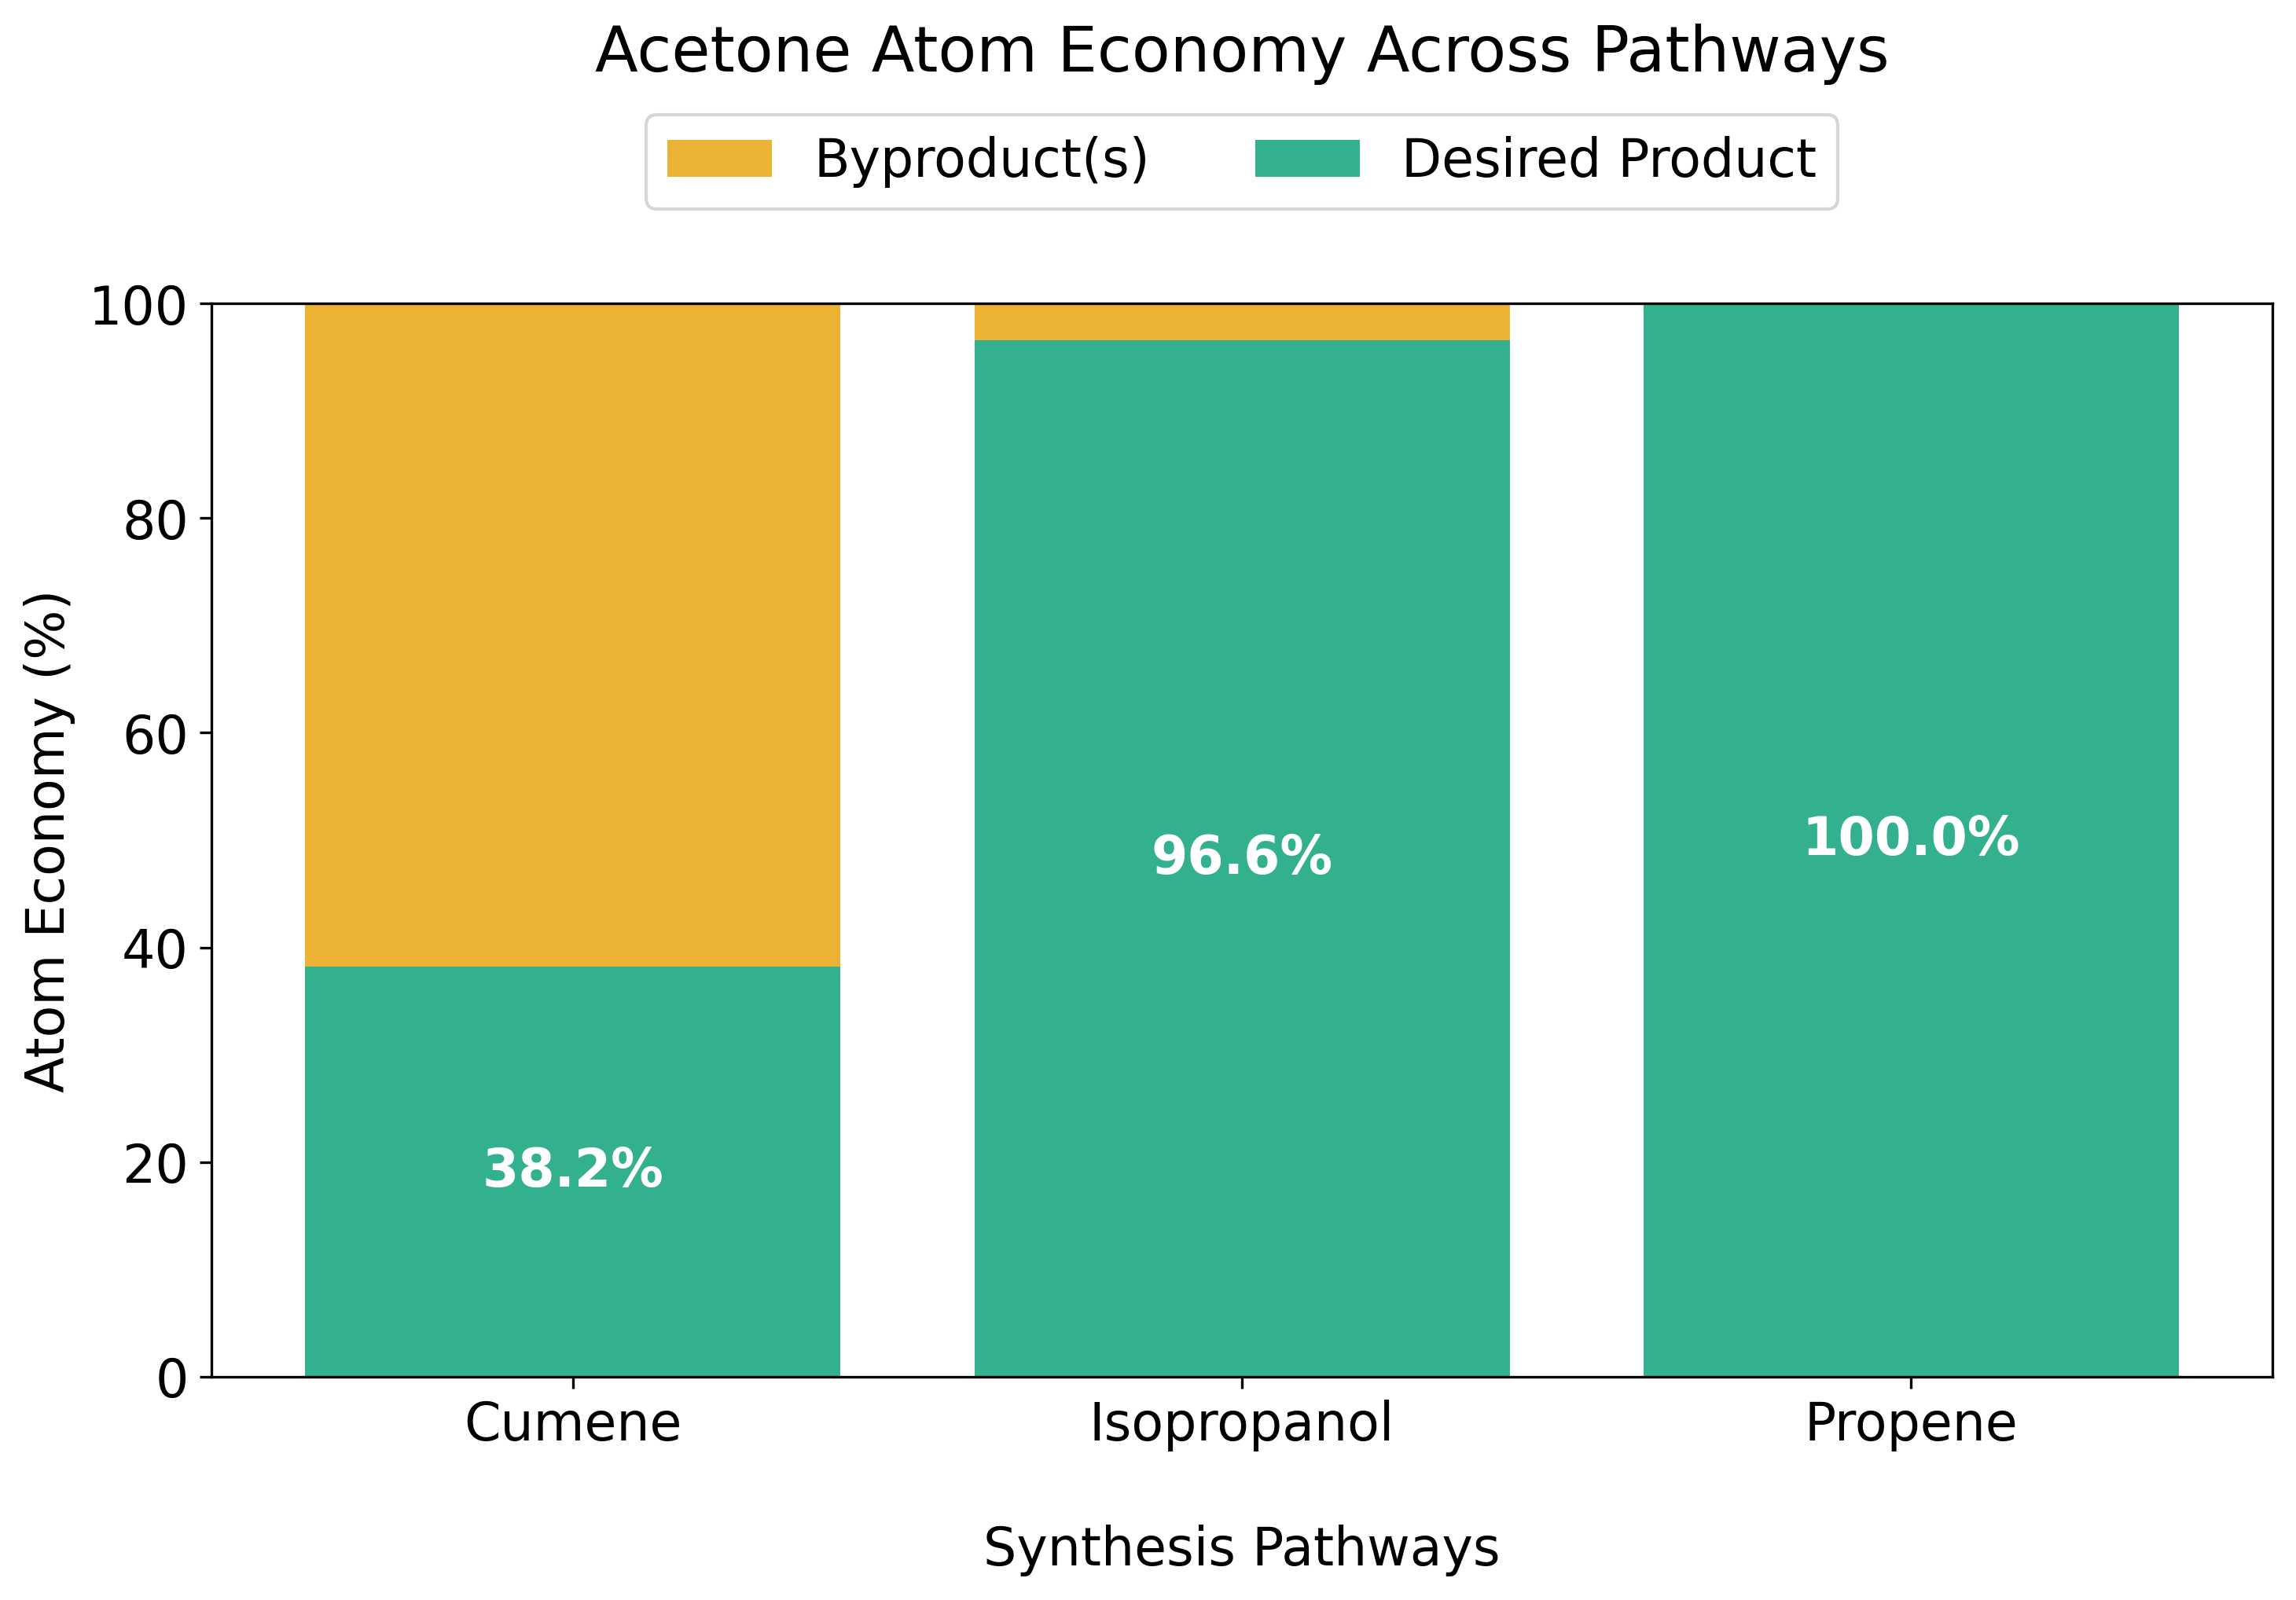 Acetone Atom Economy Across Pathways
Byproduct(s) Desired Product
Atom Economy (%)
100
80
60
40
20
0
38.2%
96.6%
100.0%
Cumene Isopropanol Propene
Synthesis Pathways